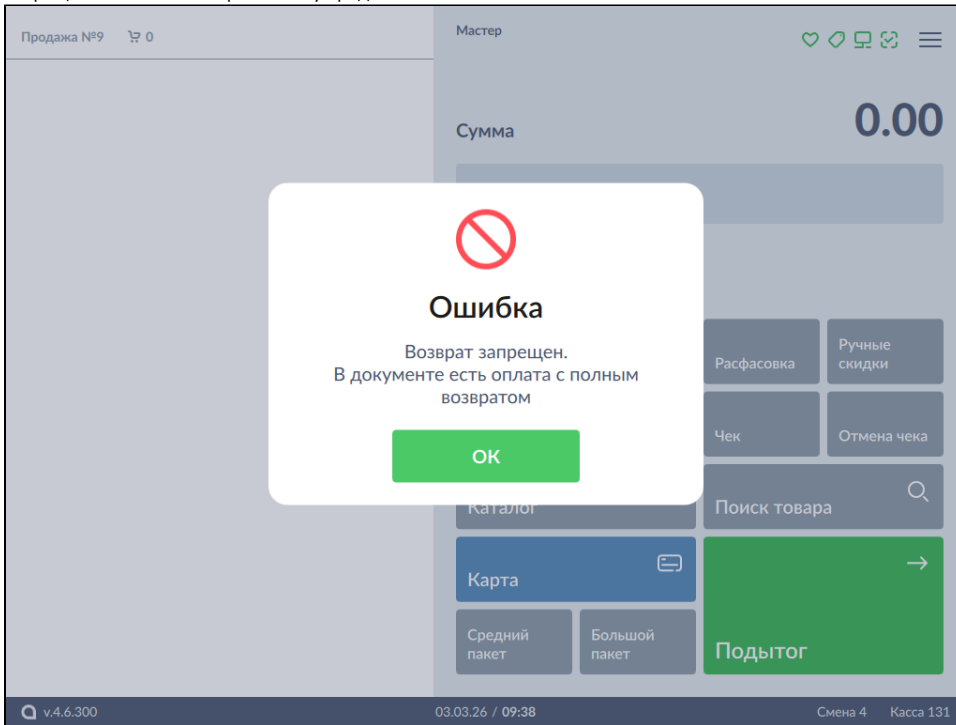 Продажа №9 0
Мастер
Сумма
0.00
Ошибка
Возврат запрещен.
В документе есть оплата с полным
возвратом
ОК
Расфасовка
Ручные
скидки
Чек
Отмена чека
Каталог
Поиск товара
Карта
Средний
пакет
Большой
пакет
Подытог
v.4.6.300
03.03.26 / 09:38
Смена 4 Касса 131